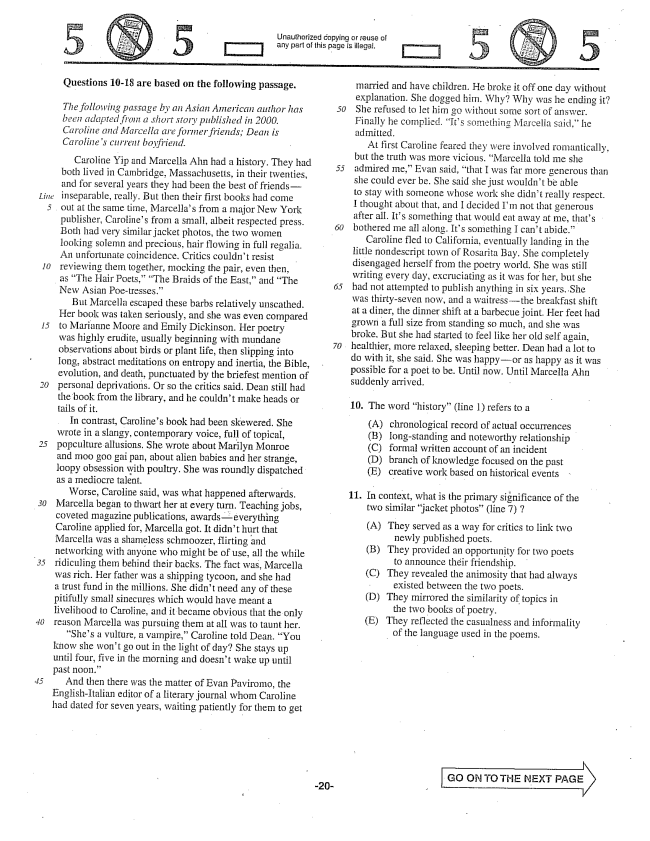 5
5
Unauthorized copying or reuse of
any part of this page is illegal.
5
5
Questions 10-18 are based on the following passage.
The following passage by an Asian American author has
been adapted from a short story published in 2000.
Caroline and Marcella are former friends; Dean is
Caroline's current boyfriend.
Caroline Yip and Marcella Ahn had a history. They had
both lived in Cambridge, Massachusetts, in their twenties,
and for several years they had been the best of friends—
Line inseparable, really. But then their first books had come
5 out at the same time, Marcella's from a major New York
publisher, Caroline's from a small, albeit respected press.
Both had very similar jacket photos, the two women
looking solemn and precious, hair flowing in full regalia.
An unfortunate coincidence. Critics couldn't resist
10 reviewing them together, mocking the pair, even then,
as "The Hair Poets," "The Braids of the East," and "The
New Asian Poe-tresses."
But Marcella escaped these barbs relatively unscathed.
Her book was taken seriously, and she was even compared
15 to Marianne Moore and Emily Dickinson. Her poetry
was highly erudite, usually beginning with mundane
observations about birds or plant life, then slipping into
long, abstract meditations on entropy and inertia, the Bible,
evolution, and death, punctuated by the briefest mention of
20 personal deprivations. Or so the critics said. Dean still had
the book from the library, and he couldn't make heads or
tails of it.
In contrast, Caroline's book had been skewered. She
wrote in a slangy, contemporary voice, full of topical,
25 popculture allusions. She wrote about Marilyn Monroe
and moo goo gai pan, about alien babies and her strange,
loopy obsession with poultry. She was roundly dispatched
as a mediocre talent.
Worse, Caroline said, was what happened afterwards.
30 Marcella began to thwart her at every turn. Teaching jobs,
coveted magazine publications, awards—everything
Caroline applied for, Marcella got. It didn't hurt that
Marcella was a shameless schmoozer, flirting and
networking with anyone who might be of use, all the while
35 ridiculing them behind their backs. The fact was, Marcella
was rich. Her father was a shipping tycoon, and she had
a trust fund in the millions. She didn't need any of these
pitifully small sinecures which would have meant a
livelihood to Caroline, and it became obvious that the only
40 reason Marcella was pursuing them at all was to taunt her.
"She's a vulture, a vampire," Caroline told Dean. "You
know she won't go out in the light of day? She stays up
until four, five in the morning and doesn't wake up until
past noon."
45 And then there was the matter of Evan Paviromo, the
English-Italian editor of a literary journal whom Caroline
had dated for seven years, waiting patiently for them to get
married and have children. He broke it off one day without
explanation. She dogged him. Why? Why was he ending it?
50 She refused to let him go without some sort of answer.
Finally he complied. "It's something Marcella said," he
admitted.
At first Caroline feared they were involved romantically,
but the truth was more vicious. "Marcella told me she
55 admired me," Evan said, "that I was far more generous than
she could ever be. She said she just wouldn't be able
to stay with someone whose work she didn't really respect.
I thought about that, and I decided I'm not that generous
after all. It's something that would eat away at me, that's
60 bothered me all along. It's something I can't abide."
Caroline fled to California, eventually landing in the
little nondescript town of Rosarita Bay. She completely
disengaged herself from the poetry world. She was still
writing every day, excruciating as it was for her, but she
65 had not attempted to publish anything in six years. She
was thirty-seven now, and a waitress—the breakfast shift
at a diner, the dinner shift at a barbecue joint. Her feet had
grown a full size from standing so much, and she was
broke. But she had started to feel like her old self again,
70 healthier, more relaxed, sleeping better. Dean had a lot to
do with it, she said. She was happy—or as happy as it was
possible for a poet to be. Until now. Until Marcella Ahn
suddenly arrived.
10. The word "history" (line 1) refers to a
(A) chronological record of actual occurrences
(B) long-standing and noteworthy relationship
(C) formal written account of an incident
(D) branch of knowledge focused on the past
(E) creative work based on historical events
11. In context, what is the primary significance of the
two similar "jacket photos" (line 7) ?
(A) They served as a way for critics to link two
newly published poets.
(B) They provided an opportunity for two poets
to announce their friendship.
(C) They revealed the animosity that had always
existed between the two poets.
(D) They mirrored the similarity of topics in
the two books of poetry.
(E) They reflected the casualness and informality
of the language used in the poems.
-20-
GO ON TO THE NEXT PAGE